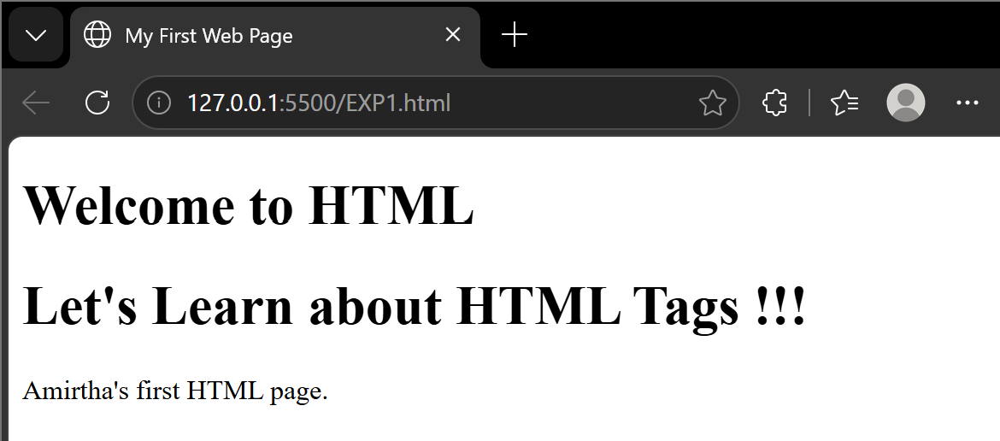 My First Web Page
127.0.0.1:5500/EXP1.html
Welcome to HTML
Let's Learn about HTML Tags !!!
Amirtha's first HTML page.